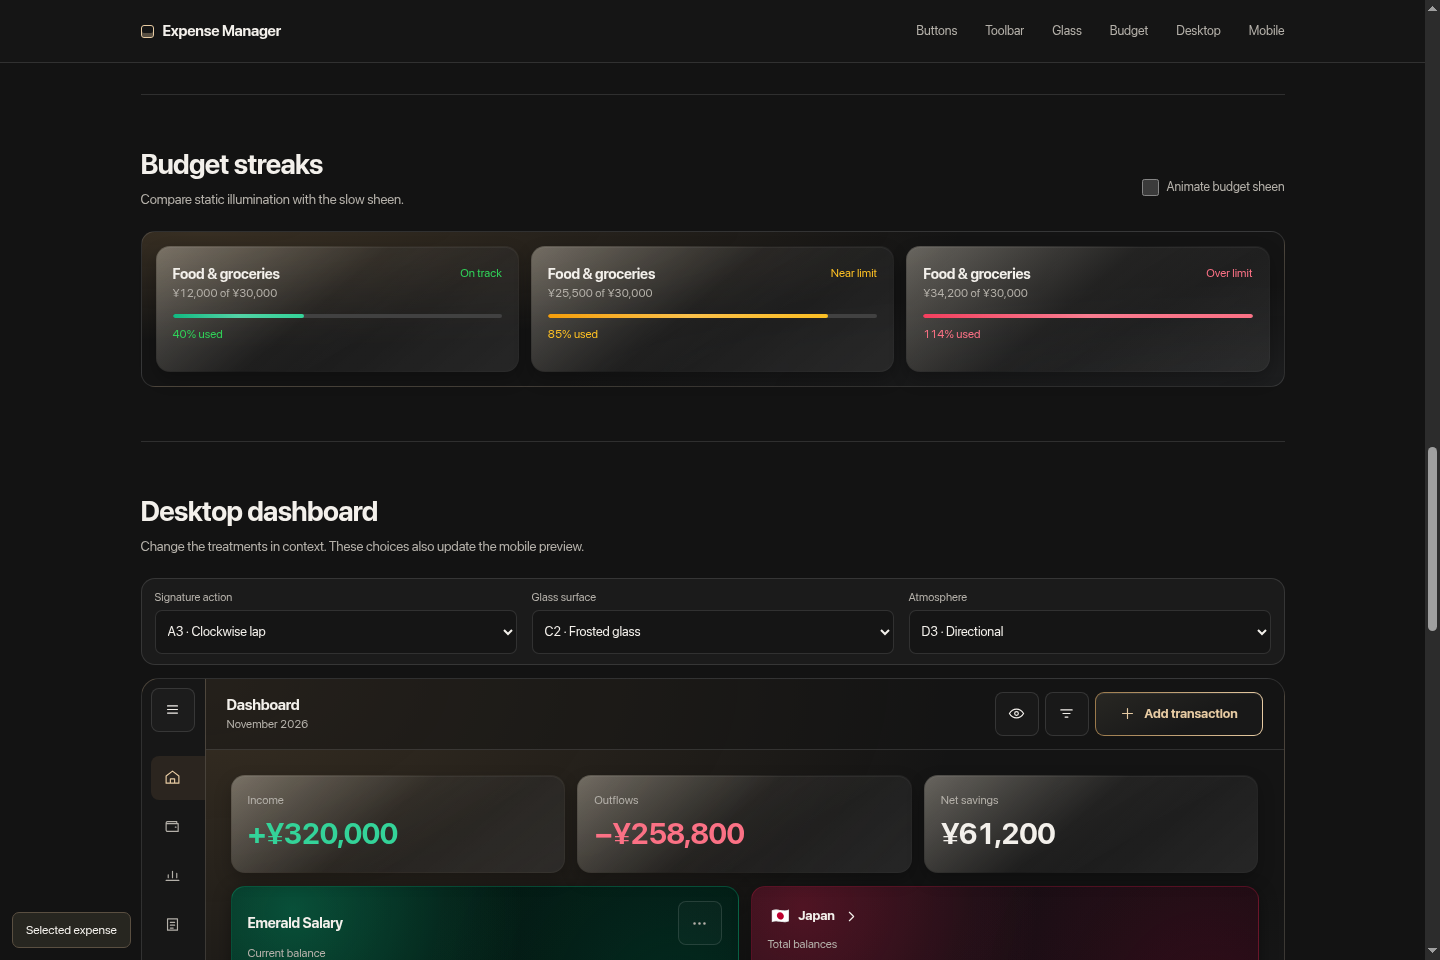 Expense Manager
Buttons
Toolbar
Glass
Budget
Desktop
Mobile
Budget streaks
Compare static illumination with the slow sheen.
Animate budget sheen
Food & groceries
On track
¥12,000 of ¥30,000
40% used
Food & groceries
Near limit
¥25,500 of ¥30,000
85% used
Food & groceries
Over limit
¥34,200 of ¥30,000
114% used
Desktop dashboard
Change the treatments in context. These choices also update the mobile preview.
Signature action
A3 · Clockwise lap
Glass surface
C2 · Frosted glass
Atmosphere
D3 · Directional
Dashboard
November 2026
Add transaction
Income
+¥320,000
Outflows
−¥258,800
Net savings
¥61,200
Emerald Salary
Current balance
Japan
Total balances
Selected expense